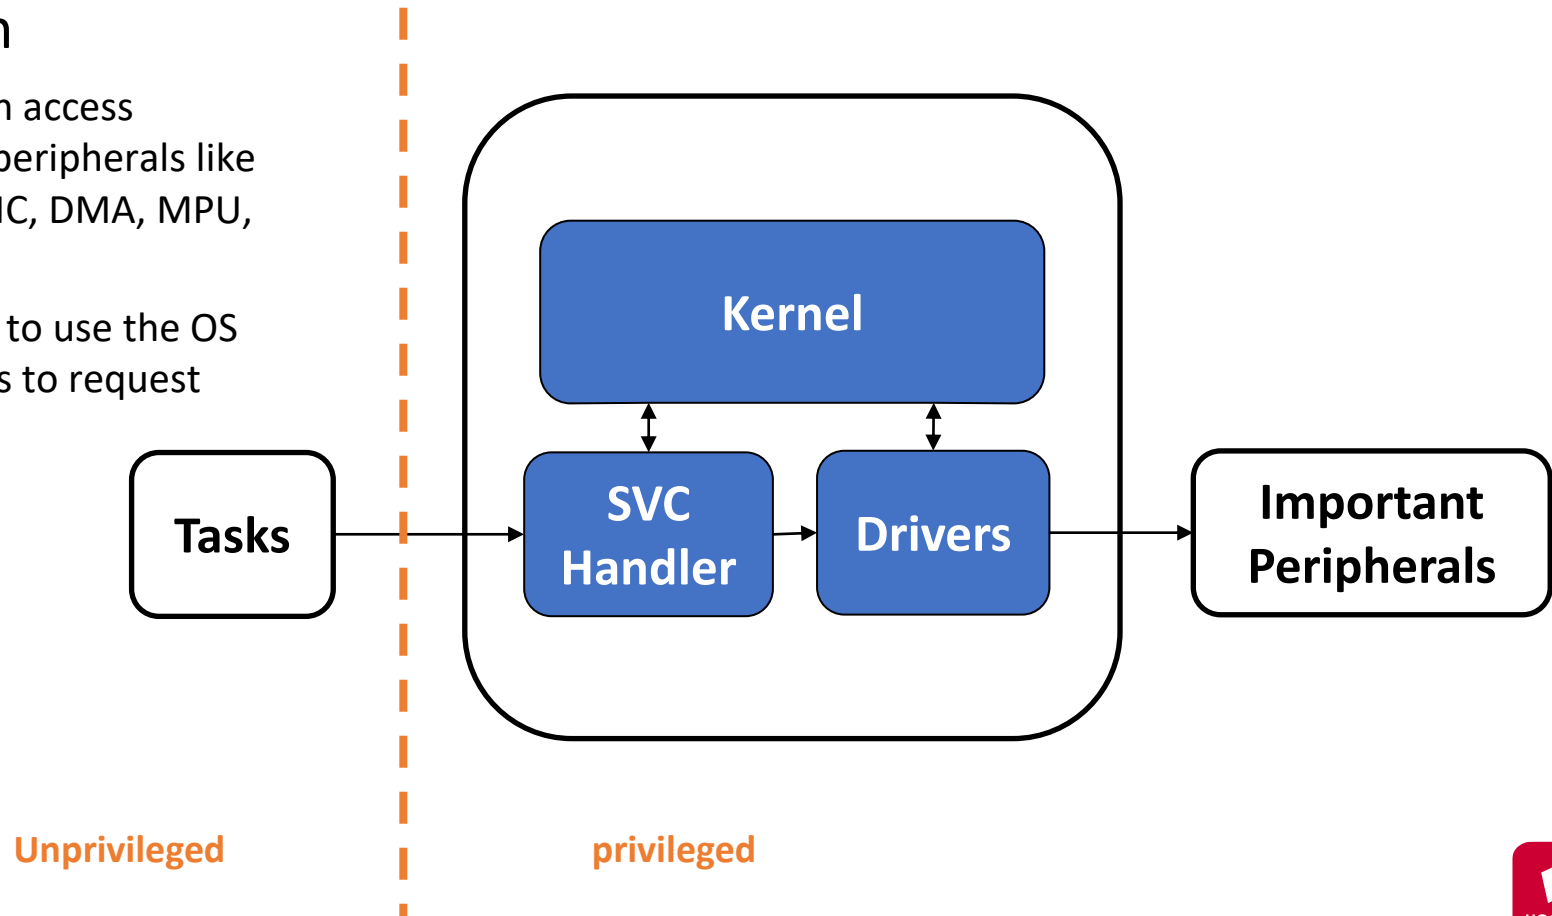 n access
peripherals like
IC, DMA, MPU,
to use the OS
s to request
Kernel
SVC
Handler
Drivers
Tasks
Important
Peripherals
Unprivileged
privileged